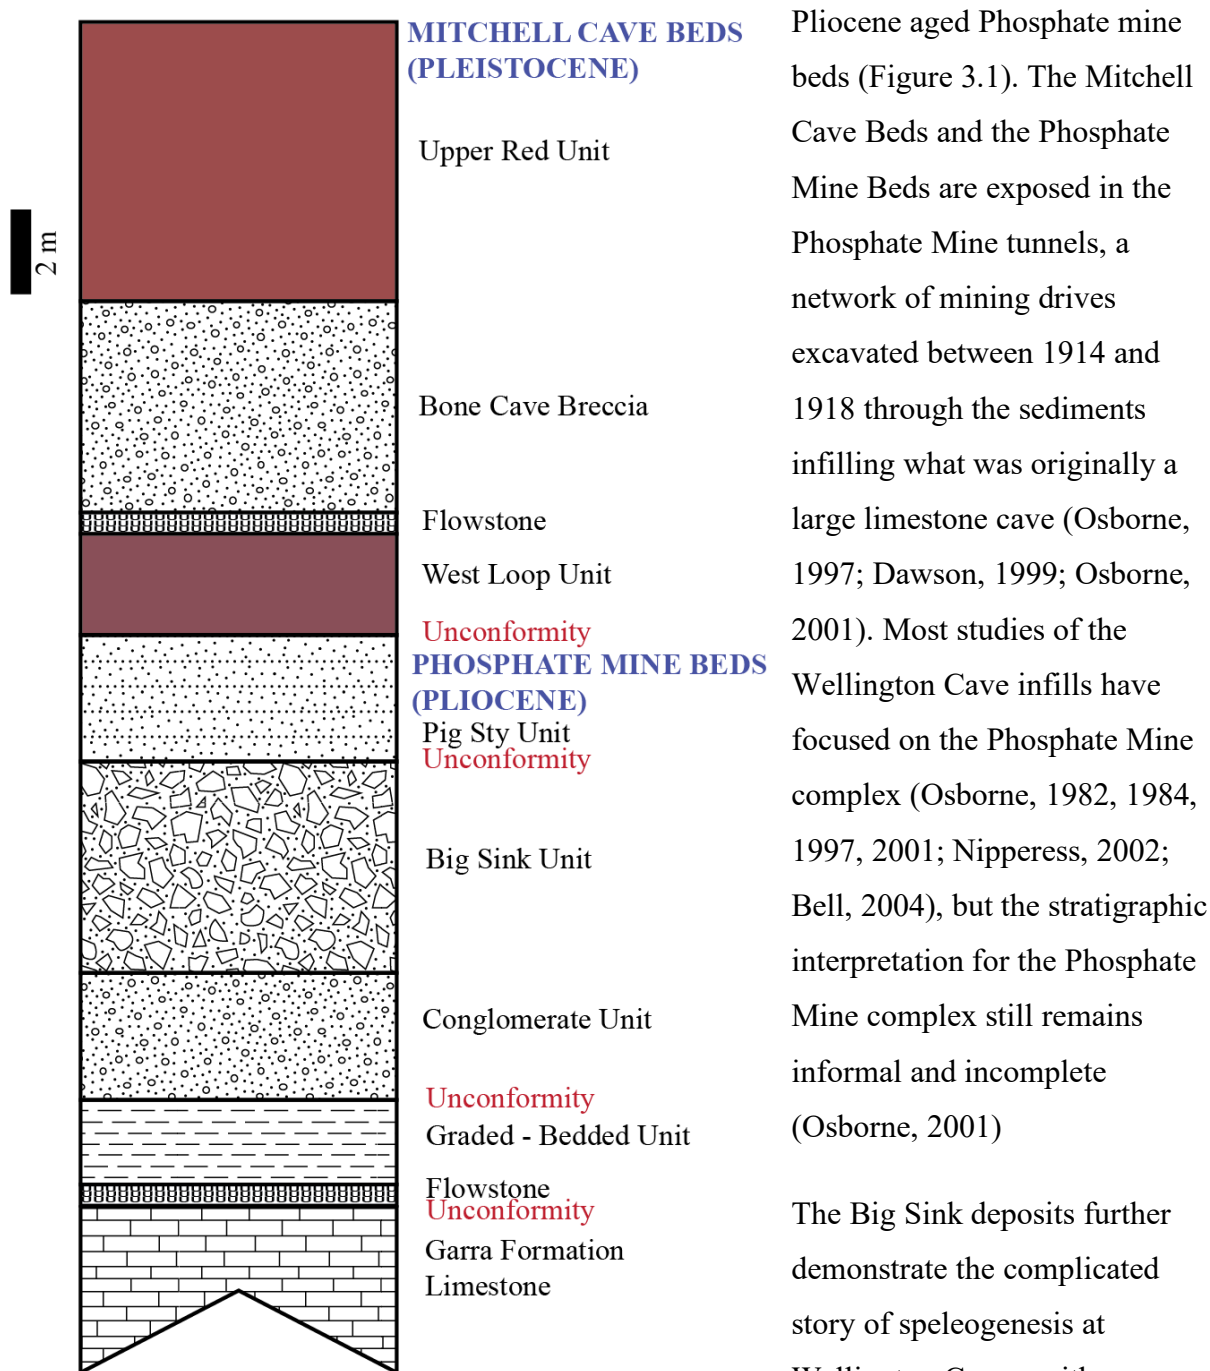 MITCHELL CAVE BEDS
(PLEISTOCENE)
Upper Red Unit
2 m
Bone Cave Breccia
Flowstone
West Loop Unit
Unconformity
PHOSPHATE MINE BEDS
(PLIOCENE)
Pig Sty Unit
Unconformity
Big Sink Unit
Conglomerate Unit
Unconformity
Graded - Bedded Unit
Flowstone
Unconformity
Garra Formation
Limestone
Pliocene aged Phosphate mine
beds (Figure 3.1). The Mitchell
Cave Beds and the Phosphate
Mine Beds are exposed in the
Phosphate Mine tunnels, a
network of mining drives
excavated between 1914 and
1918 through the sediments
infilling what was originally a
large limestone cave (Osborne,
1997; Dawson, 1999; Osborne,
2001). Most studies of the
Wellington Cave infills have
focused on the Phosphate Mine
complex (Osborne, 1982, 1984,
1997, 2001; Nipperess, 2002;
Bell, 2004), but the stratigraphic
interpretation for the Phosphate
Mine complex still remains
informal and incomplete
(Osborne, 2001)
The Big Sink deposits further
demonstrate the complicated
story of speleogenesis at